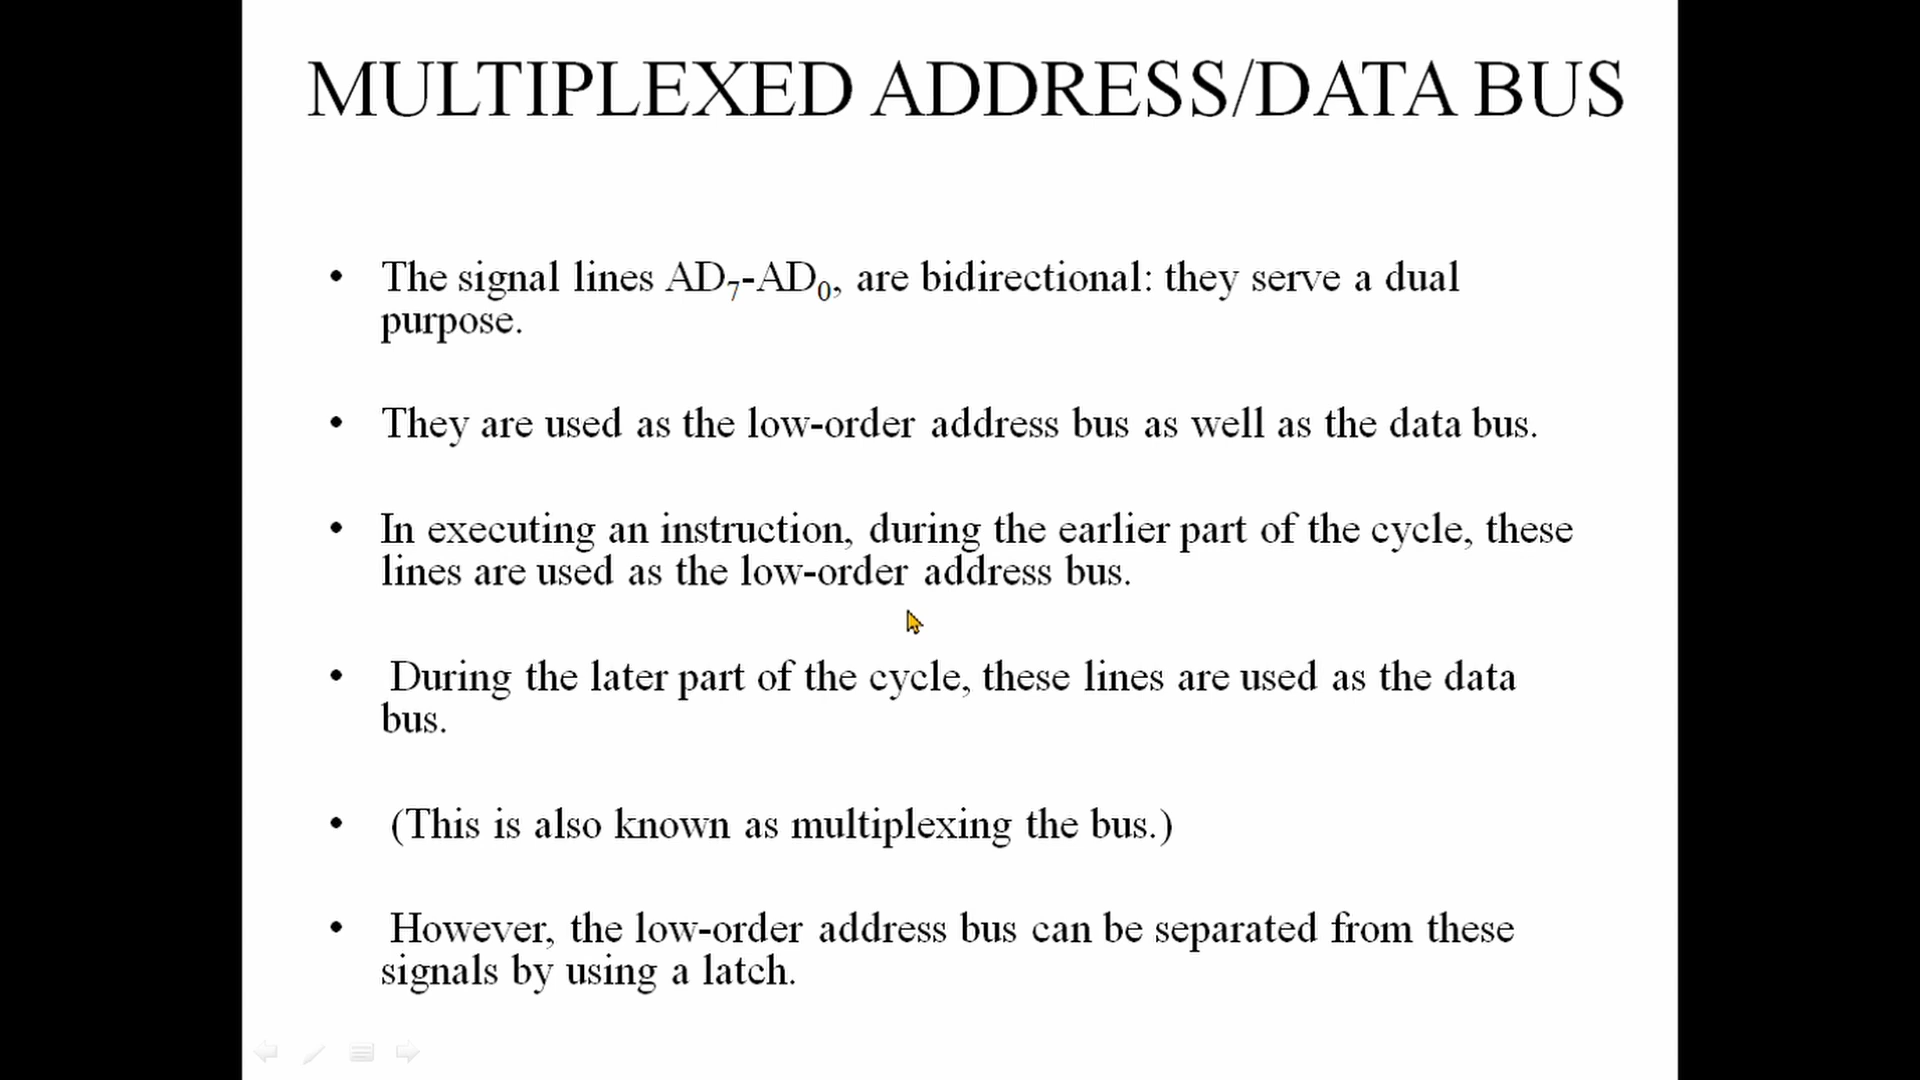 MULTIPLEXED ADDRESS/DATA BUS
• The signal lines AD₇-AD₀, are bidirectional: they serve a dual
purpose.
• They are used as the low-order address bus as well as the data bus.
• In executing an instruction, during the earlier part of the cycle, these
lines are used as the low-order address bus.
• During the later part of the cycle, these lines are used as the data
bus.
• (This is also known as multiplexing the bus.)
• However, the low-order address bus can be separated from these
signals by using a latch.